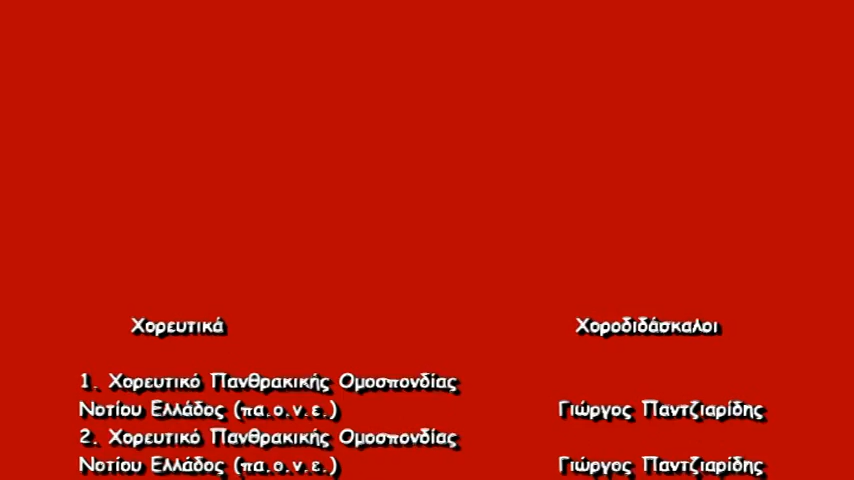 Χορευτικά Χοροδιδάσκαλοι
1. Χορευτικό Πανθρακικής Ομοσπονδίας
Νοτίου Ελλάδος (πα.ο.ν.ε.) Γιώργος Παντζιαρίδης
2. Χορευτικό Πανθρακικής Ομοσπονδίας
Νοτίου Ελλάδος (πα.ο.ν.ε.) Γιώργος Παντζιαρίδης